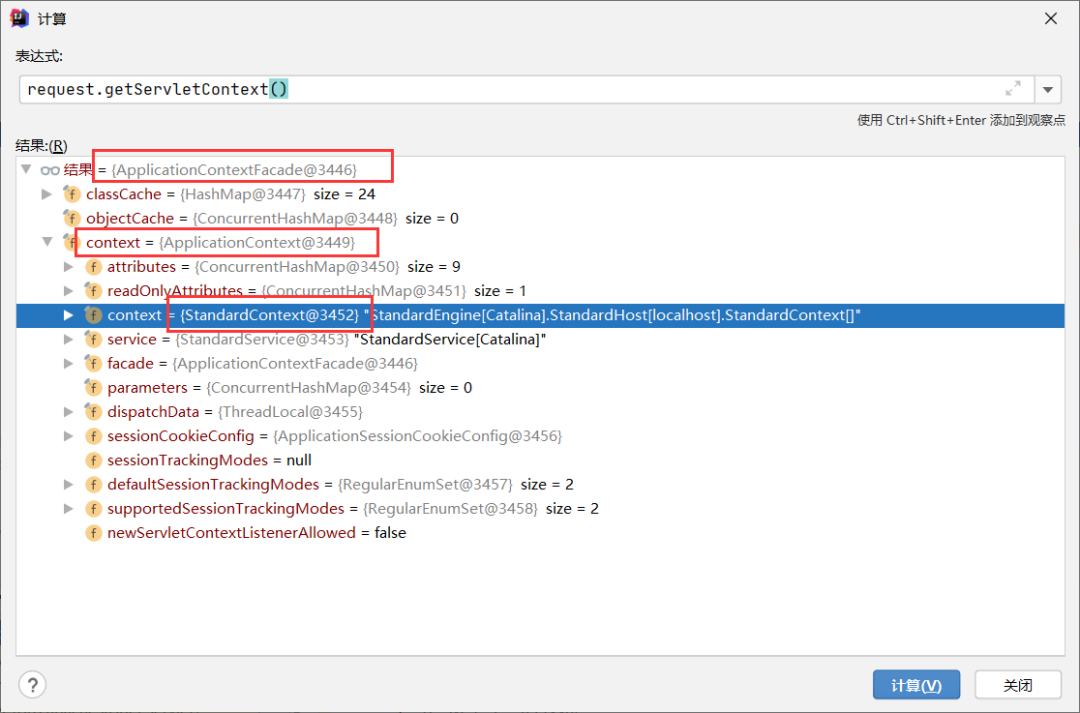 计算
表达式:
request.getServletContext()
使用 Ctrl+Shift+Enter 添加到观察点
结果:(R)
结果 = {ApplicationContextFacade@3446}
classCache = {HashMap@3447} size = 24
objectCache = {ConcurrentHashMap@3448} size = 0
context = {ApplicationContext@3449}
attributes = {ConcurrentHashMap@3450} size = 9
readOnlyAttributes = {ConcurrentHashMap@3451} size = 1
context = {StandardContext@3452} "StandardEngine[Catalina].StandardHost[localhost].StandardContext[]"
service = {StandardService@3453} "StandardService[Catalina]"
facade = {ApplicationContextFacade@3446}
parameters = {ConcurrentHashMap@3454} size = 0
dispatchData = {ThreadLocal@3455}
sessionCookieConfig = {ApplicationSessionCookieConfig@3456}
sessionTrackingModes = null
defaultSessionTrackingModes = {RegularEnumSet@3457} size = 2
supportedSessionTrackingModes = {RegularEnumSet@3458} size = 2
newServletContextListenerAllowed = false
? 计算(V) 关闭